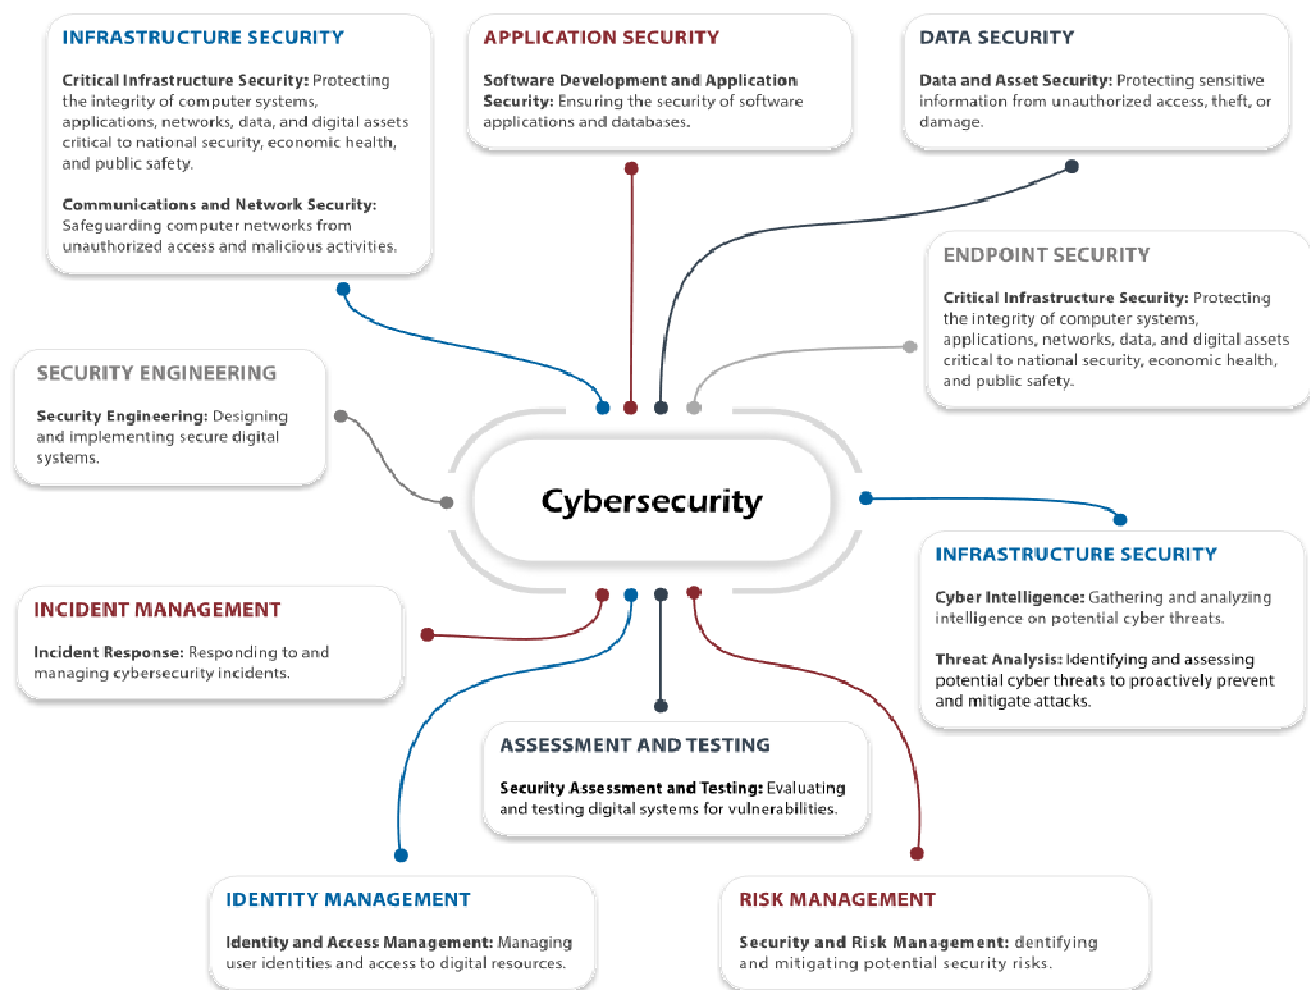 INFRASTRUCTURE SECURITY
Critical Infrastructure Security: Protecting
the integrity of computer systems,
applications, networks, data, and digital assets
critical to national security, economic health,
and public safety.
Communications and Network Security:
Safeguarding computer networks from
unauthorized access and malicious activities.
APPLICATION SECURITY
Software Development and Application
Security: Ensuring the security of software
applications and databases.
DATA SECURITY
Data and Asset Security: Protecting sensitive
information from unauthorized access, theft, or
damage.
ENDPOINT SECURITY
Critical Infrastructure Security: Protecting
the integrity of computer systems,
applications, networks, data, and digital assets
critical to national security, economic health,
and public safety.
SECURITY ENGINEERING
Security Engineering: Designing
and implementing secure digital
systems.
Cybersecurity
INFRASTRUCTURE SECURITY
Cyber Intelligence: Gathering and analyzing
intelligence on potential cyber threats.
Threat Analysis: Identifying and assessing
potential cyber threats to proactively prevent
and mitigate attacks.
INCIDENT MANAGEMENT
Incident Response: Responding to and
managing cybersecurity incidents.
ASSESSMENT AND TESTING
Security Assessment and Testing: Evaluating
and testing digital systems for vulnerabilities.
IDENTITY MANAGEMENT
Identity and Access Management: Managing
user identities and access to digital resources.
RISK MANAGEMENT
Security and Risk Management: dentifying
and mitigating potential security risks.